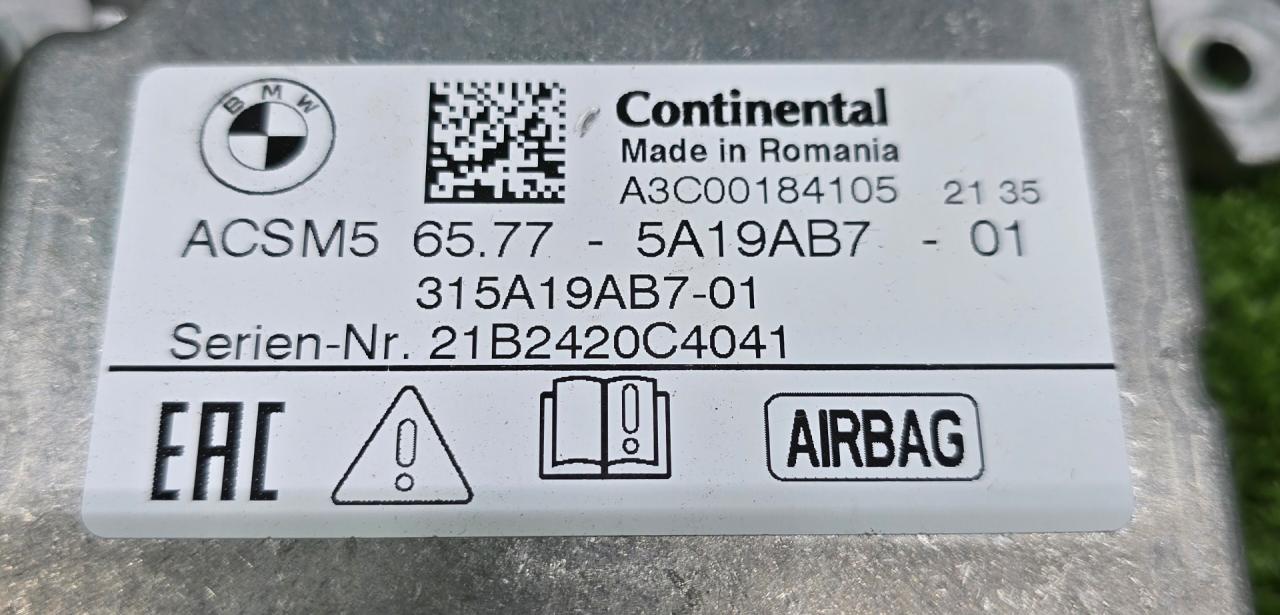 BMW
Continental
Made in Romania
A3C00184105 21 35
ACSM5 65.77 - 5A19AB7 - 01
315A19AB7-01
Serien-Nr. 21B2420C4041
EAC
AIRBAG